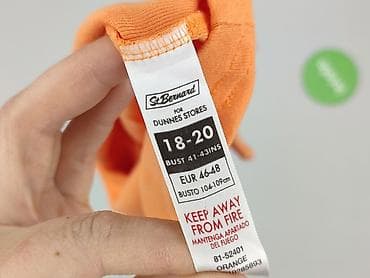 St.Bernard
FOR
DUNNES STORES
18-20
BUST 41-43INS
EUR 46-48
BUSTO 104-109cm
KEEP AWAY
FROM FIRE
MANTENGA APARTADO
DEL FUEGO
81-52401
ORANGE